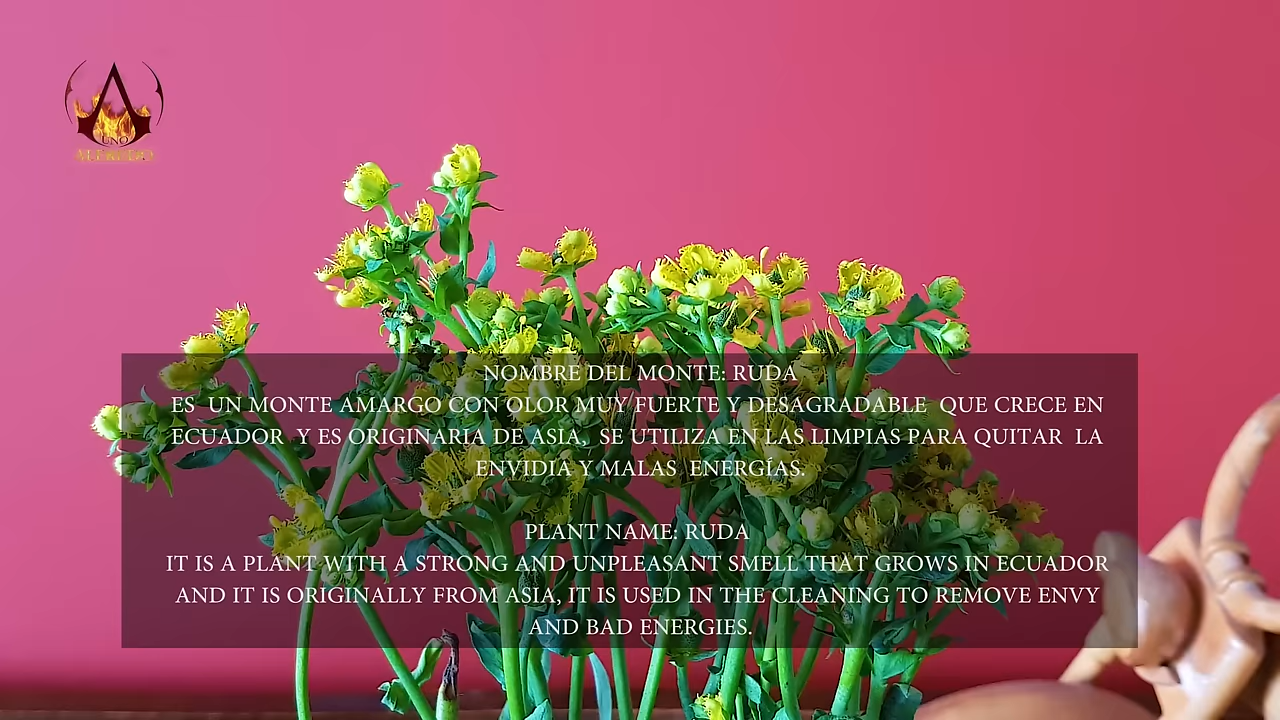 UNO
NOMBRE DEL MONTE: RUDA
ES UN MONTE AMARGO CON OLOR MUY FUERTE Y DESAGRADABLE QUE CRECE EN
ECUADOR Y ES ORIGINARIA DE ASIA, SE UTILIZA EN LAS LIMPIAS PARA QUITAR LA
ENVIDIA Y MALAS ENERGÍAS.
PLANT NAME: RUDA
IT IS A PLANT WITH A STRONG AND UNPLEASANT SMELL THAT GROWS IN ECUADOR
AND IT IS ORIGINALLY FROM ASIA, IT IS USED IN THE CLEANING TO REMOVE ENVY
AND BAD ENERGIES.